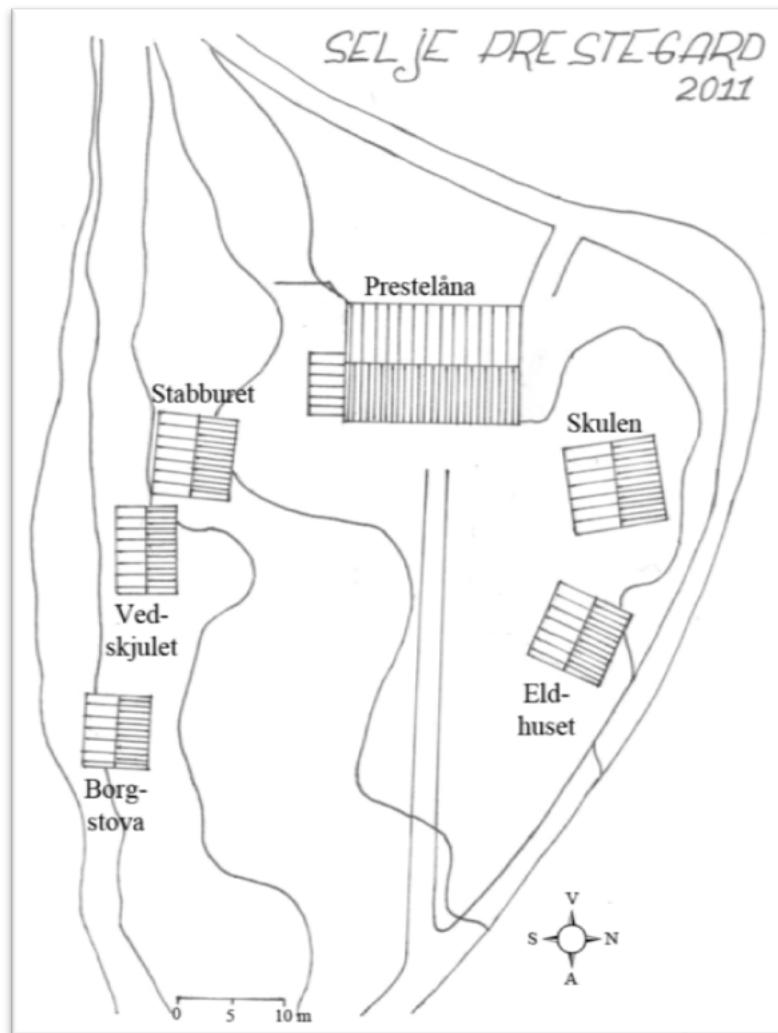 SELJE PRESTEGARD
2011
Prestelåna
Stabburet
Skulen
Ved-
skjulet
Eld-
huset
Borg-
stova
V
S N
A
0 5 10 m